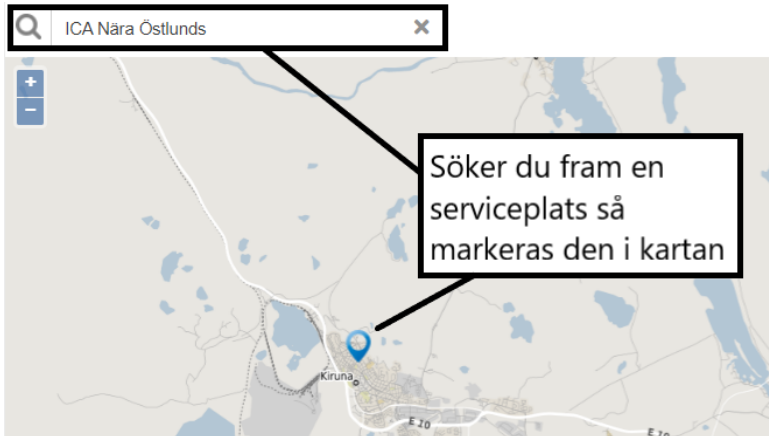 ICA Nära Östlunds
Söker du fram en
serviceplats så
markeras den i kartan
Kiruna
E 10
E 10